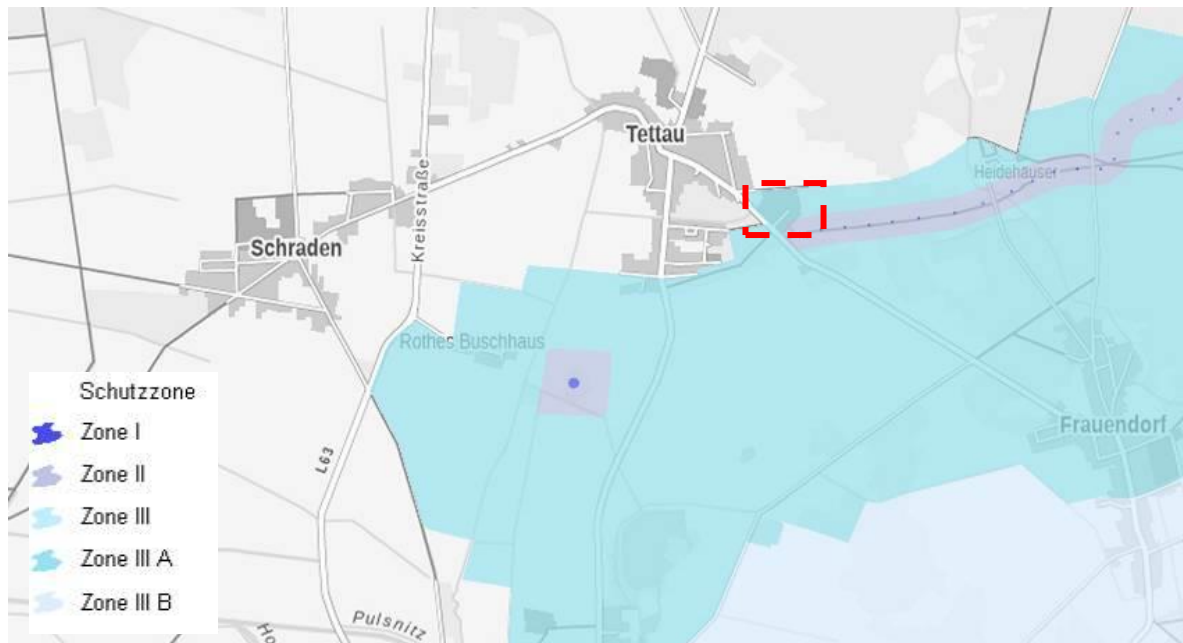 Tettau
Heidehäuser
Kreisstraße
Schraden
Rothes Buschhaus
Frauendorf
L63
Pulsnitz
Schutzzone
Zone I
Zone II
Zone III
Zone III A
Zone III B